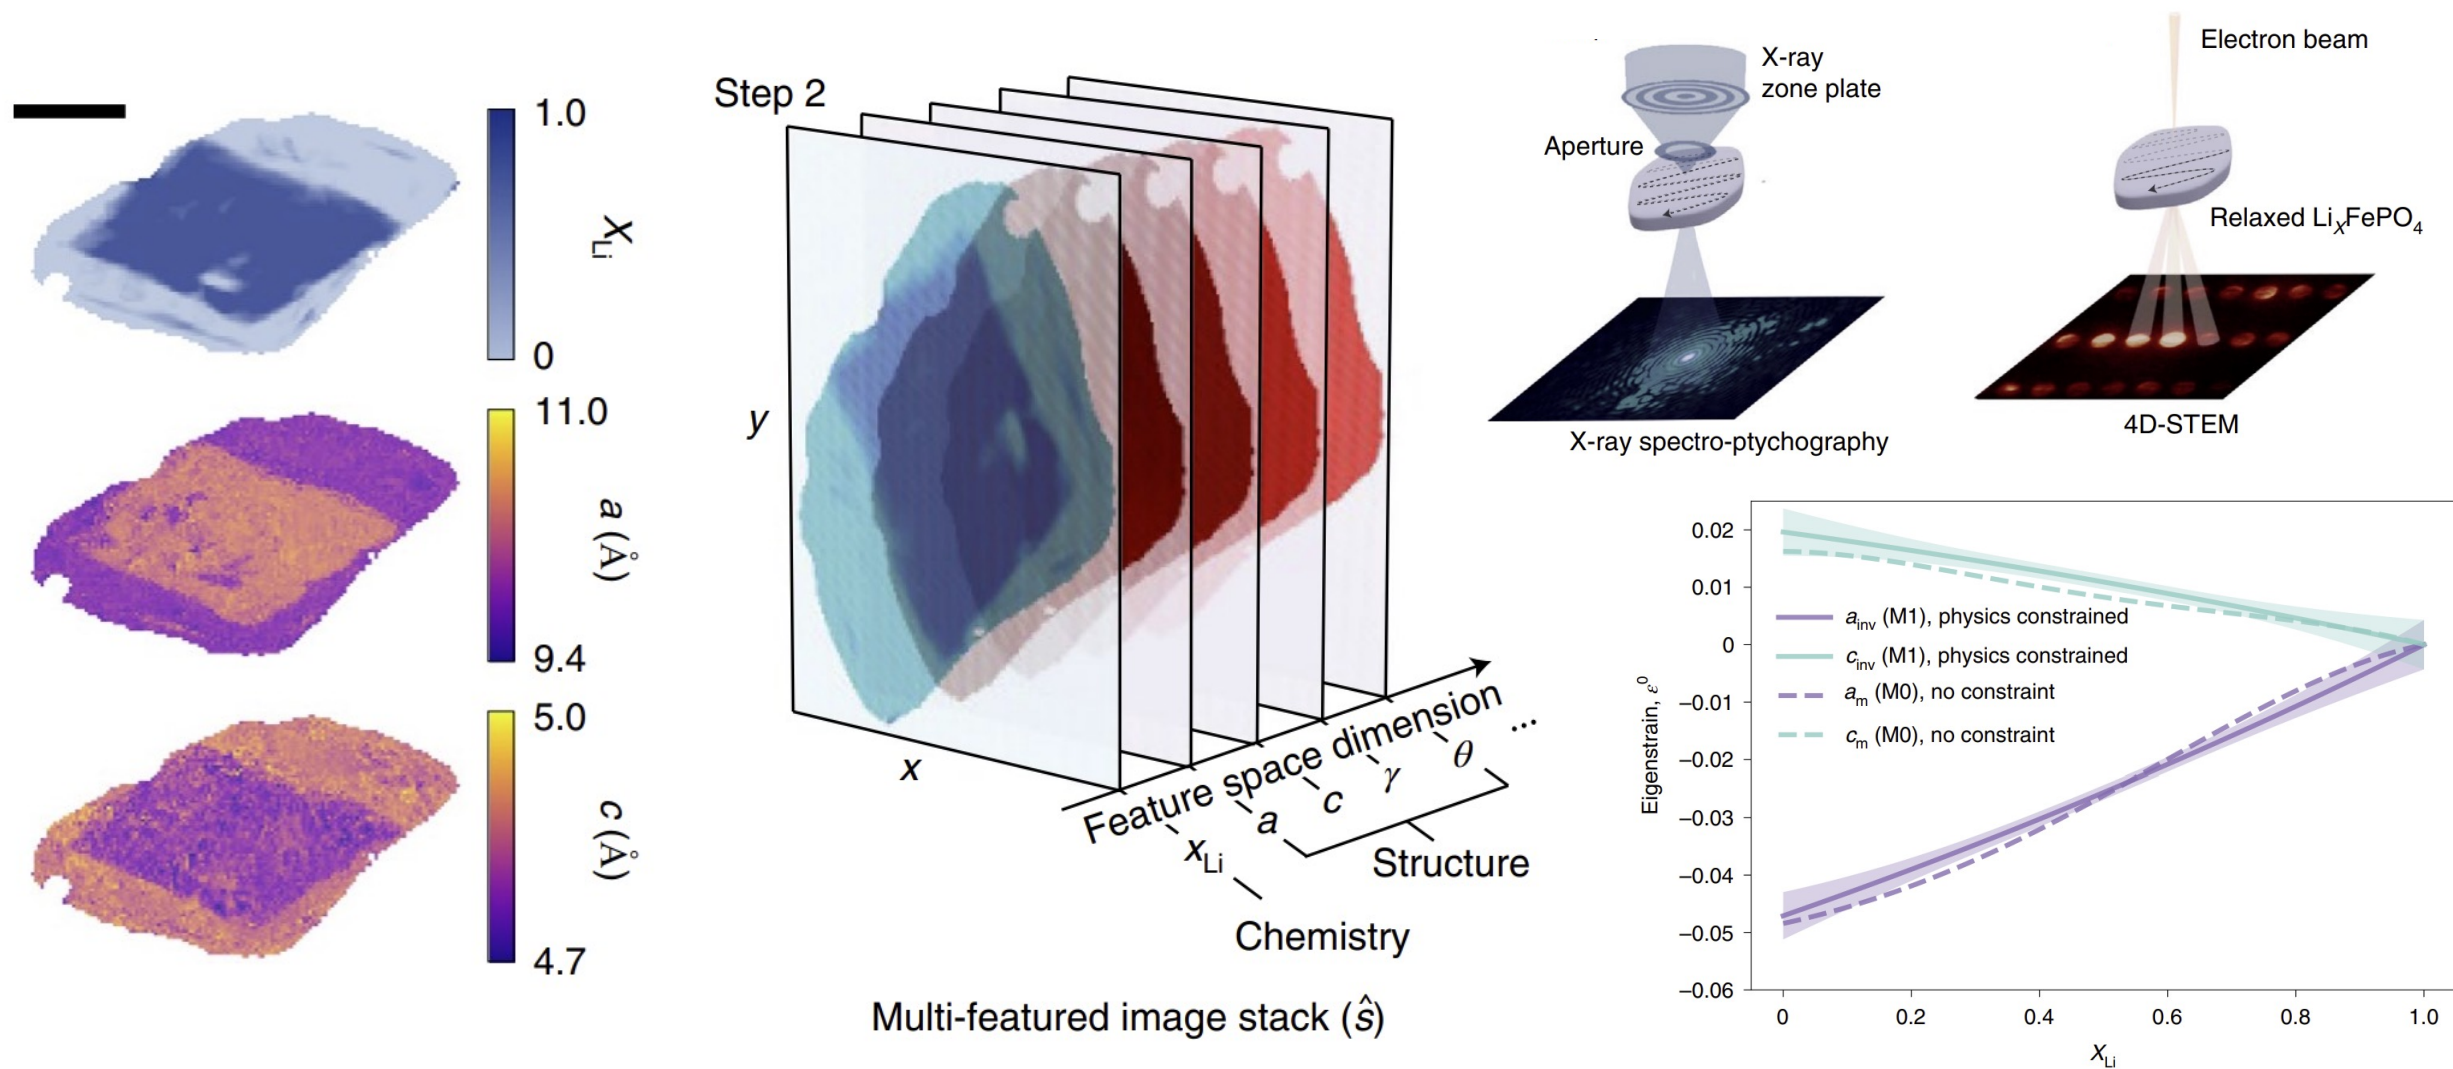 1.0
X_Li
0
11.0
a (Å)
9.4
5.0
c (Å)
4.7
Step 2
y
x
Feature space dimension
x_Li
a
c
γ
θ
...
Structure
Chemistry
Multi-featured image stack (ŝ)
X-ray
zone plate
Aperture
X-ray spectro-ptychography
Electron beam
Relaxed Li_XFePO_4
4D-STEM
0.02
0.01
0
−0.01
−0.02
−0.03
−0.04
−0.05
−0.06
Eigenstrain, ε^0
a_inv (M1), physics constrained
c_inv (M1), physics constrained
a_m (M0), no constraint
c_m (M0), no constraint
0
0.2
0.4
0.6
0.8
1.0
X_Li